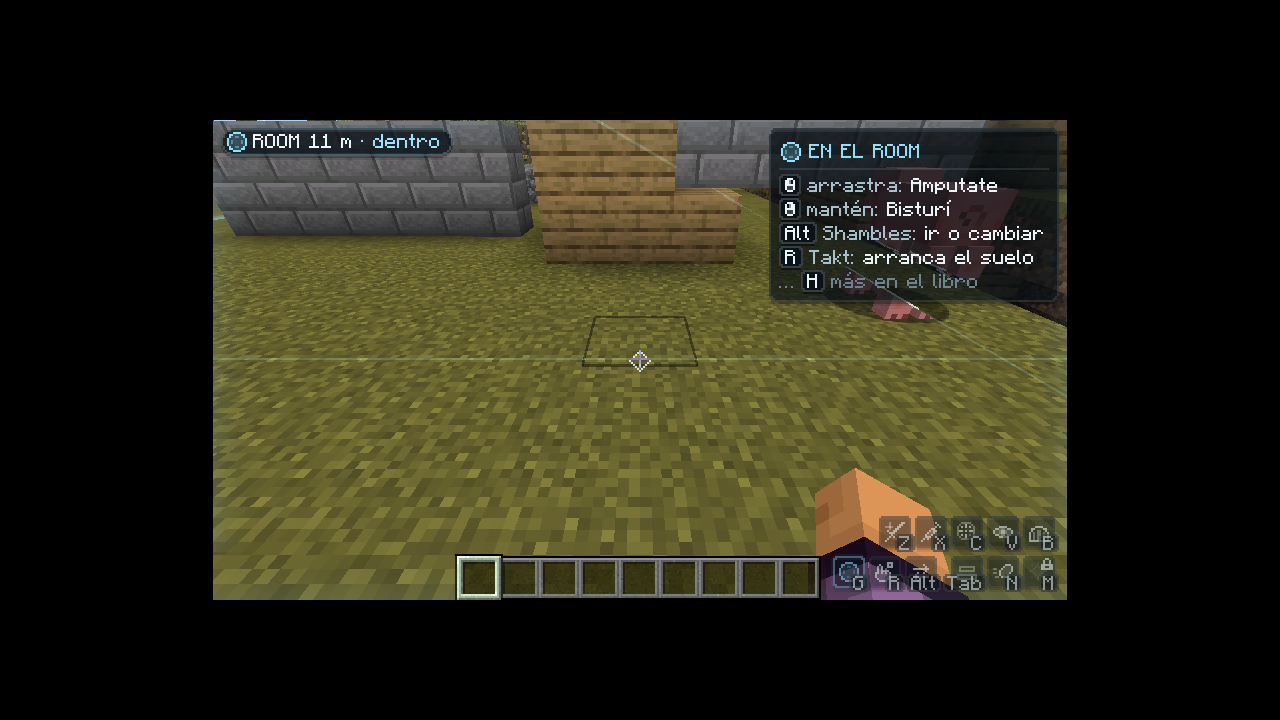 ROOM 11 m · dentro
EN EL ROOM
arrastra: Amputate
mantén: Bisturí
Alt Shambles: ir o cambiar
R Takt: arranca el suelo
... H más en el libro
Z X C V B
G R Alt Tab N M